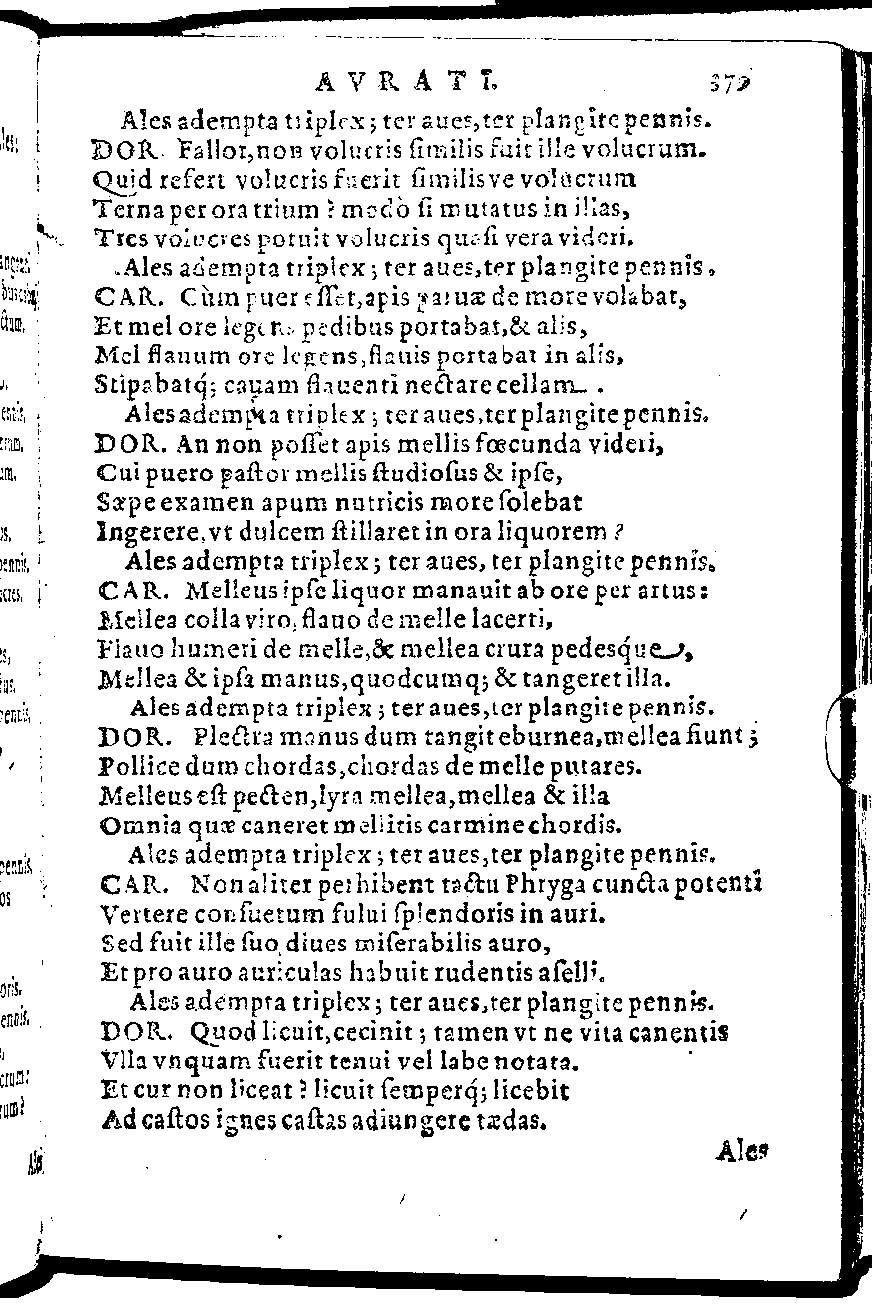 AVRATI. 379
Ales adempta triplex; ter aues, ter plangite pennis.
DOR. Fallor, non volucris ſimilis fuit ille volucrum.
Quid refert volucris fuerit ſimilisve volucrum
Terna per ora trium? modò ſi mutatus in illas,
Tres volucres potuit volucris quaſi vera videri.
Ales adempta triplex; ter aues, ter plangite pennis.
CAR. Cùm puer eſſet, apis paruæ de more volabat,
Et mel ore legens pedibus portabat, & alis,
Mel flauum ore legens, flauis portabat in alis,
Stipabatq́; cauam flauenti nectare cellam.
Ales adempta triplex; ter aues, ter plangite pennis.
DOR. An non poſſet apis mellis fœcunda videri,
Cui puero paſtor mellis ſtudioſus & ipſe,
Sæpe examen apum nutricis more ſolebat
Ingerere, vt dulcem ſtillaret in ora liquorem?
Ales adempta triplex; ter aues, ter plangite pennis.
CAR. Melleus ipſe liquor manauit ab ore per artus:
Mellea colla viro, flauo de melle lacerti,
Flauo humeri de melle, & mellea crura pedesq́ue,
Mellea & ipſa manus, quodcumq; & tangeret illa.
Ales adempta triplex; ter aues, ter plangite pennis.
DOR. Plectra manus dum tangit eburnea, mellea fiunt;
Pollice dum chordas, chordas de melle putares.
Melleus eſt pecten, lyra mellea, mellea & illa
Omnia quæ caneret mellitis carmine chordis.
Ales adempta triplex; ter aues, ter plangite pennis.
CAR. Non aliter perhibent tactu Phryga cuncta potenti
Vertere conſuetum fului ſplendoris in auri.
Sed fuit ille ſuo diues miſerabilis auro,
Et pro auro auriculas habuit rudentis aſelli.
Ales adempta triplex; ter aues, ter plangite pennis.
DOR. Quod licuit, cecinit; tamen vt ne vita canentis
Vlla vnquam fuerit tenui vel labe notata.
Et cur non liceat? licuit ſemperq́; licebit
Ad caſtos ignes caſtas adiungere tædas.
Ales